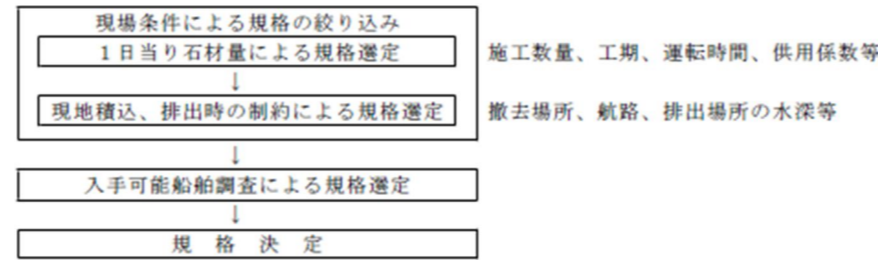 現場条件による規格の絞り込み
1日当り石材量による規格選定 施工数量、工期、運転時間、供用係数等
↓
現地積込、排出時の制約による規格選定 撤去場所、航路、排出場所の水深等
↓
入手可能船舶調査による規格選定
↓
規 格 決 定